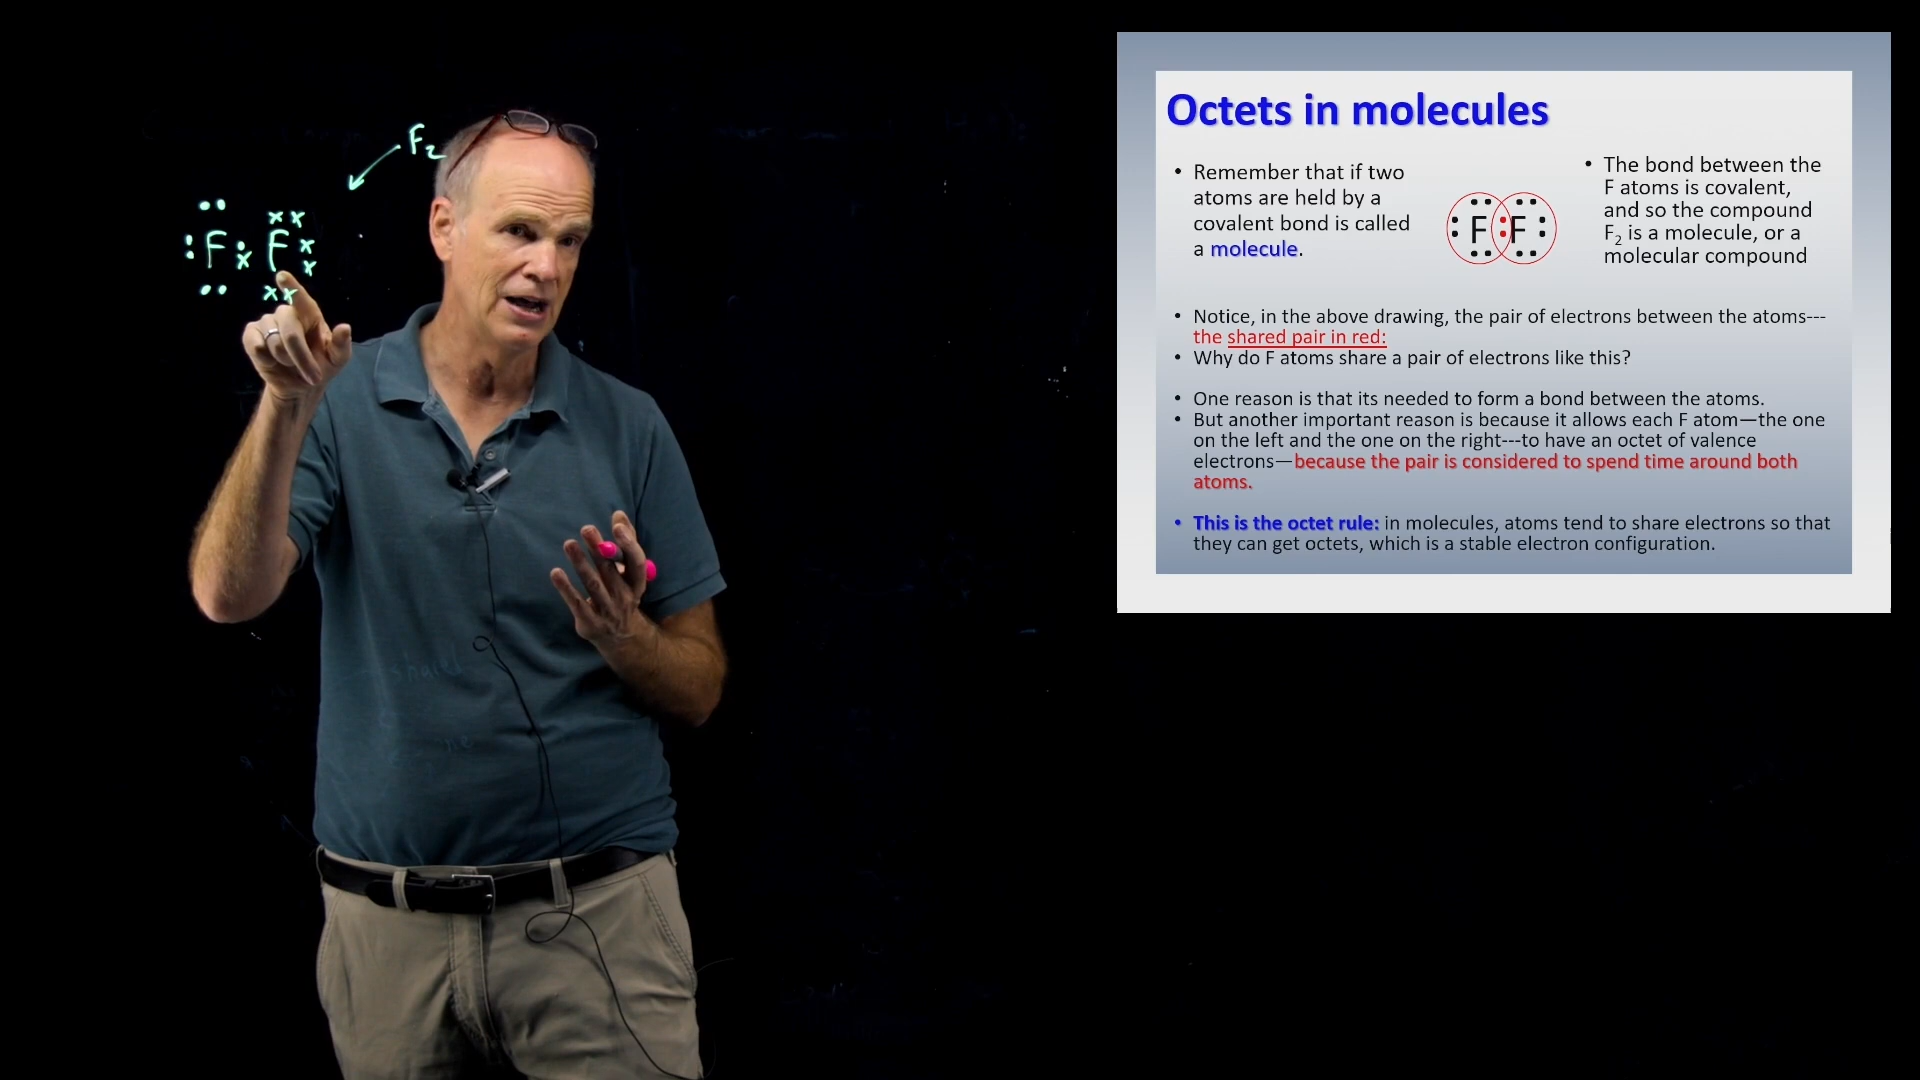 F2
F F
Octets in molecules
• Remember that if two
atoms are held by a
covalent bond is called
a molecule.
F F
• The bond between the
F atoms is covalent,
and so the compound
F2 is a molecule, or a
molecular compound
• Notice, in the above drawing, the pair of electrons between the atoms---
the shared pair in red:
• Why do F atoms share a pair of electrons like this?
• One reason is that its needed to form a bond between the atoms.
• But another important reason is because it allows each F atom—the one
on the left and the one on the right---to have an octet of valence
electrons—because the pair is considered to spend time around both
atoms.
• This is the octet rule: in molecules, atoms tend to share electrons so that
they can get octets, which is a stable electron configuration.